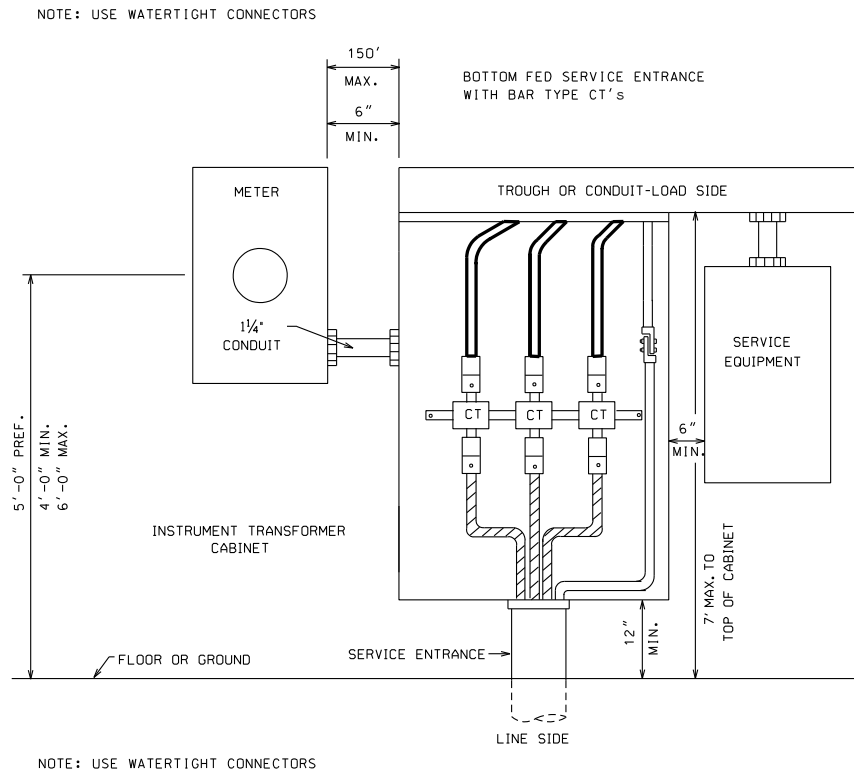 NOTE: USE WATERTIGHT CONNECTORS
150'
MAX.
6"
MIN.
BOTTOM FED SERVICE ENTRANCE
WITH BAR TYPE CT's
METER
TROUGH OR CONDUIT-LOAD SIDE
1¼"
CONDUIT
SERVICE
EQUIPMENT
CT
CT
CT
6"
MIN.
5'-0" PREF.
4'-0" MIN.
6'-0" MAX.
INSTRUMENT TRANSFORMER
CABINET
7' MAX. TO
TOP OF CABINET
12"
MIN.
FLOOR OR GROUND
SERVICE ENTRANCE
LINE SIDE
NOTE: USE WATERTIGHT CONNECTORS